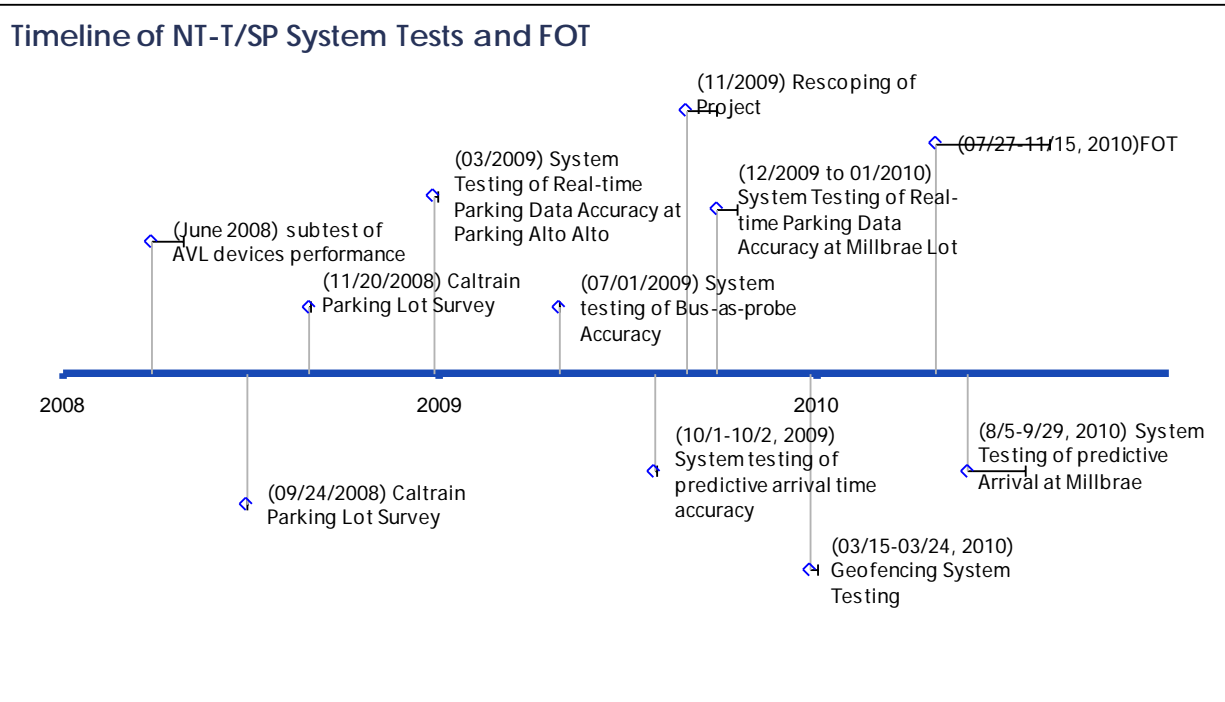 Timeline of NT-T/SP System Tests and FOT
(11/2009) Rescoping of
Project
(07/27-11/15, 2010)FOT
(03/2009) System
Testing of Real-time
Parking Data Accuracy at
Parking Alto Alto
(12/2009 to 01/2010)
System Testing of Real-
time Parking Data
Accuracy at Millbrae Lot
(June 2008) subtest of
AVL devices performance
(11/20/2008) Caltrain
Parking Lot Survey
(07/01/2009) System
testing of Bus-as-probe
Accuracy
2008
2009
2010
(10/1-10/2, 2009)
System testing of
predictive arrival time
accuracy
(8/5-9/29, 2010) System
Testing of predictive
Arrival at Millbrae
(09/24/2008) Caltrain
Parking Lot Survey
(03/15-03/24, 2010)
Geofencing System
Testing